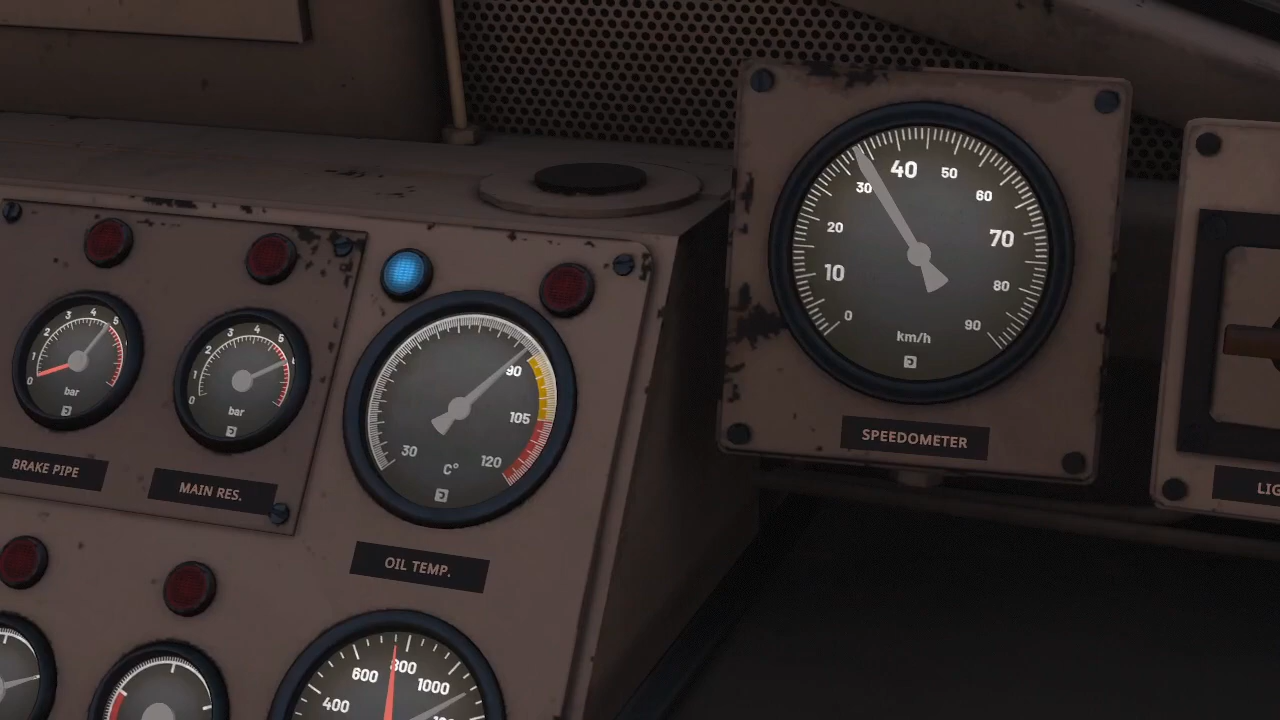 0 1 2 3 4 5
bar
BRAKE PIPE
0 1 2 3 4 5
bar
MAIN RES.
30 90 105 120
C°
OIL TEMP.
0 10 20 30 40 50 60 70 80 90
km/h
SPEEDOMETER
400 600 800 1000